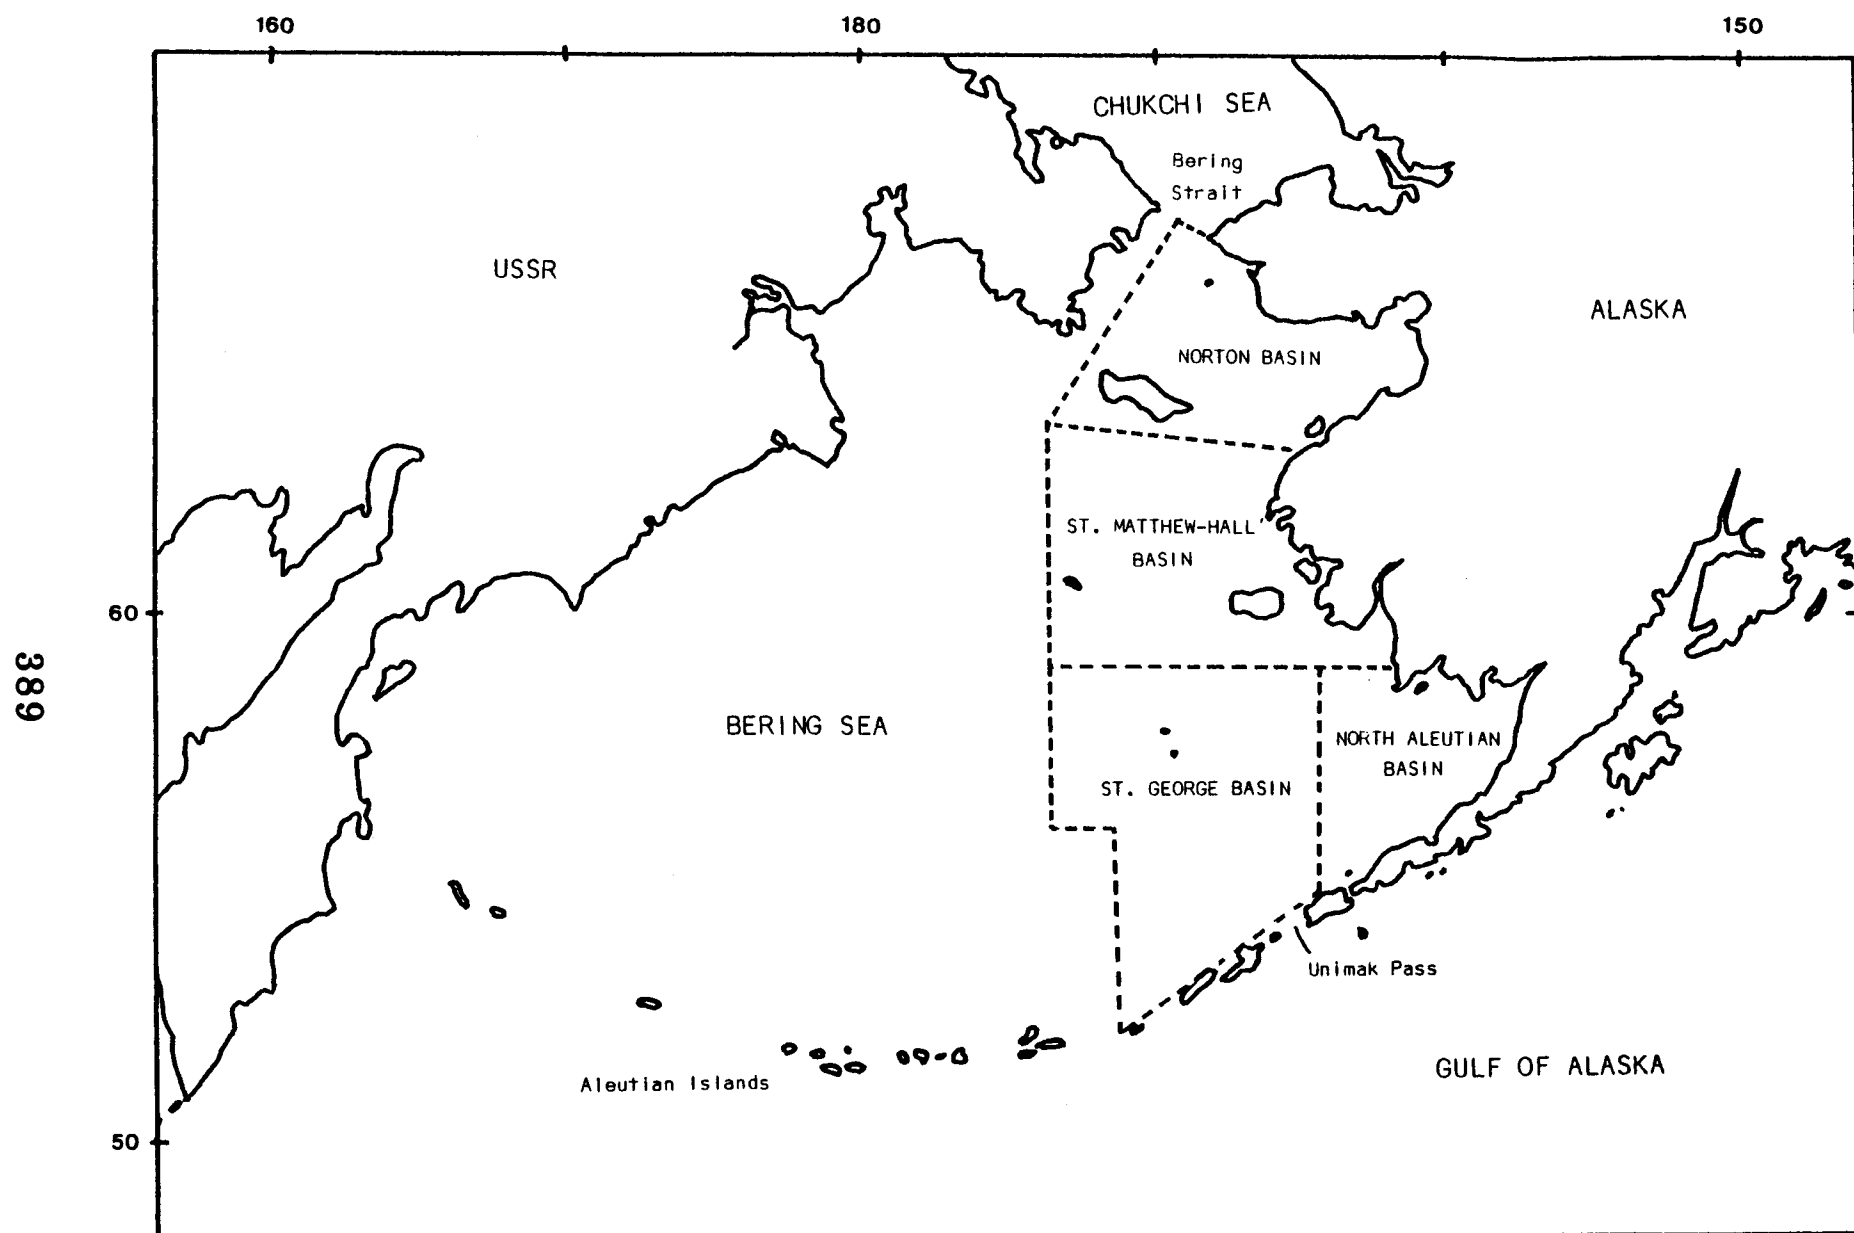 160 180 150
CHUKCHI SEA
Bering
Strait
USSR
ALASKA
NORTON BASIN
ST. MATTHEW-HALL
BASIN
60
389
BERING SEA
NORTH ALEUTIAN
BASIN
ST. GEORGE BASIN
Unimak Pass
GULF OF ALASKA
Aleutian Islands
50